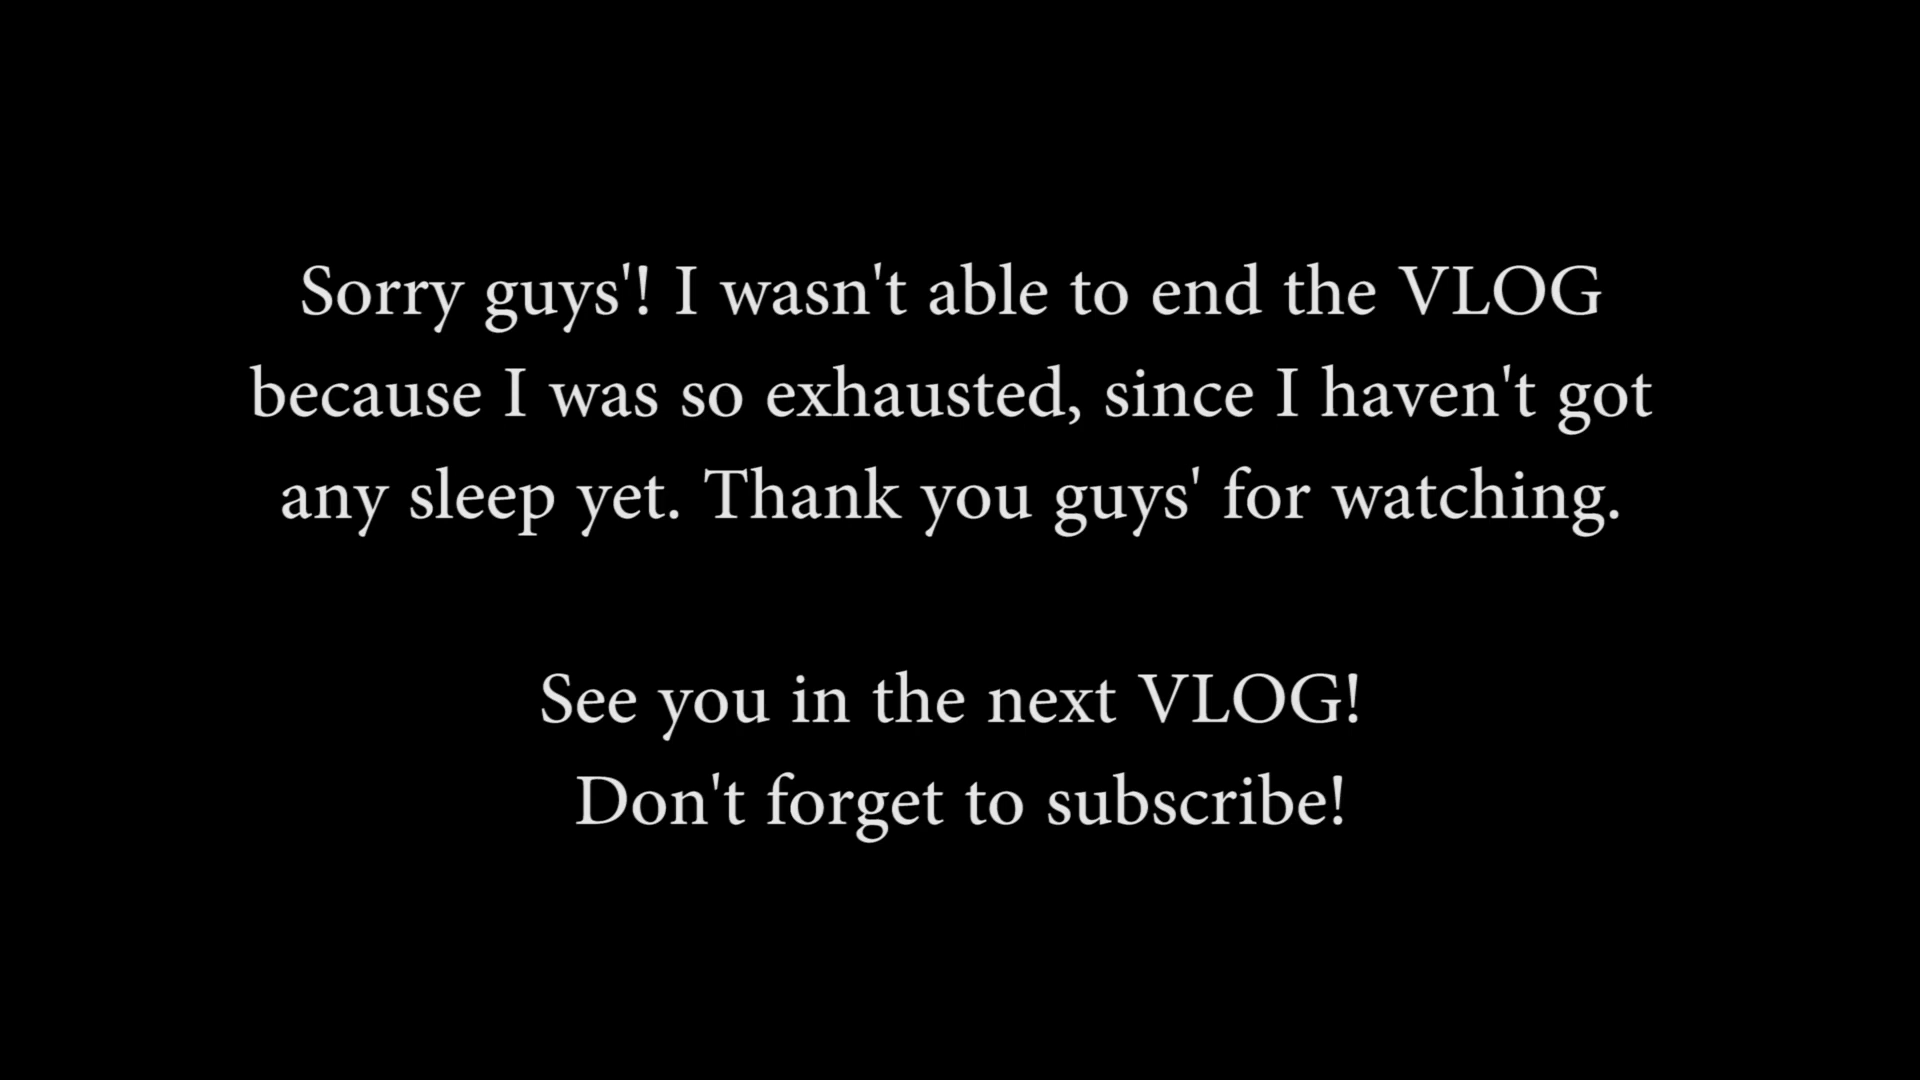 Sorry guys'! I wasn't able to end the VLOG
because I was so exhausted, since I haven't got
any sleep yet. Thank you guys' for watching.
See you in the next VLOG!
Don't forget to subscribe!